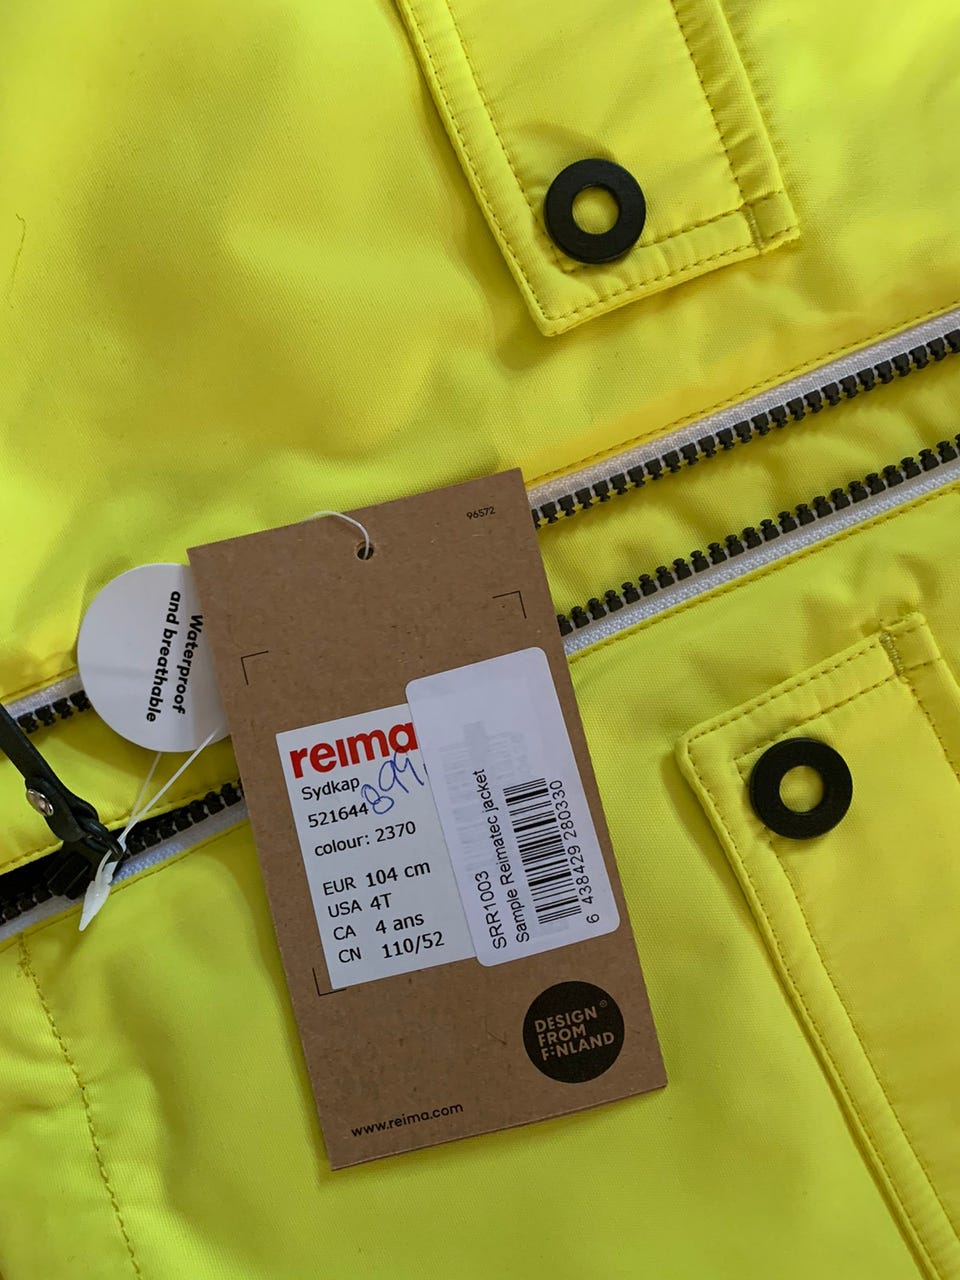 96572
Waterproof
and breathable
reima
Sydkap
521644
colour: 2370
EUR 104 cm
USA 4T
CA 4 ans
CN 110/52
SRR1003
Sample Reimatec jacket
6 438429 280330
DESIGN
FROM
FINLAND
www.reima.com